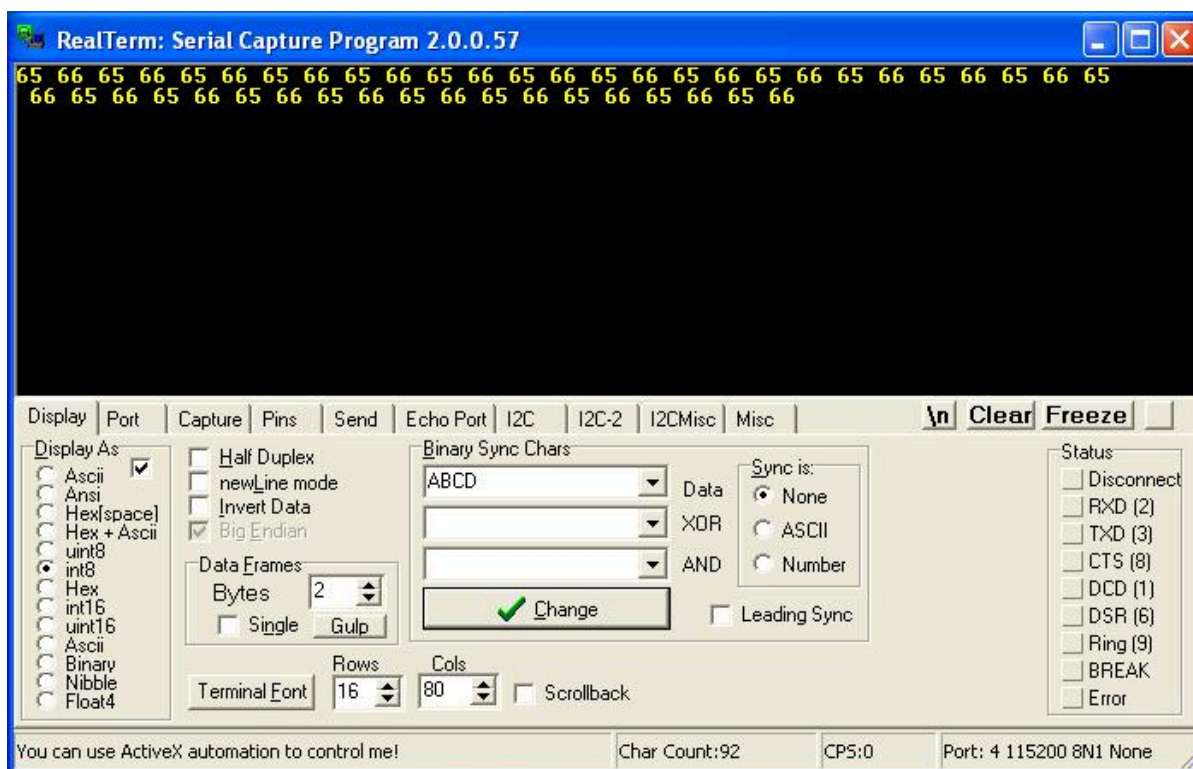 RealTerm: Serial Capture Program 2.0.0.57
65 66 65 66 65 66 65 66 65 66 65 66 65 66 65 66 65 66 65 66 65 66 65 66 65 66 65
66 65 66 65 66 65 66 65 66 65 66 65 66 65 66 65 66 65 66
Display Port Capture Pins Send Echo Port I2C I2C-2 I2CMisc Misc \n Clear Freeze
Display As
Ascii
Ansi
Hex[space]
Hex + Ascii
uint8
int8
Hex
int16
uint16
Ascii
Binary
Nibble
Float4
Half Duplex
newLine mode
Invert Data
Big Endian
Data Frames
Bytes 2
Single Gulp
Terminal Font
Rows
16
Cols
80
Scrollback
Binary Sync Chars
ABCD Data
XOR
AND
Change
Sync is:
None
ASCII
Number
Leading Sync
Status
Disconnect
RXD (2)
TXD (3)
CTS (8)
DCD (1)
DSR (6)
Ring (9)
BREAK
Error
You can use ActiveX automation to control me! Char Count:92 CPS:0 Port: 4 115200 8N1 None